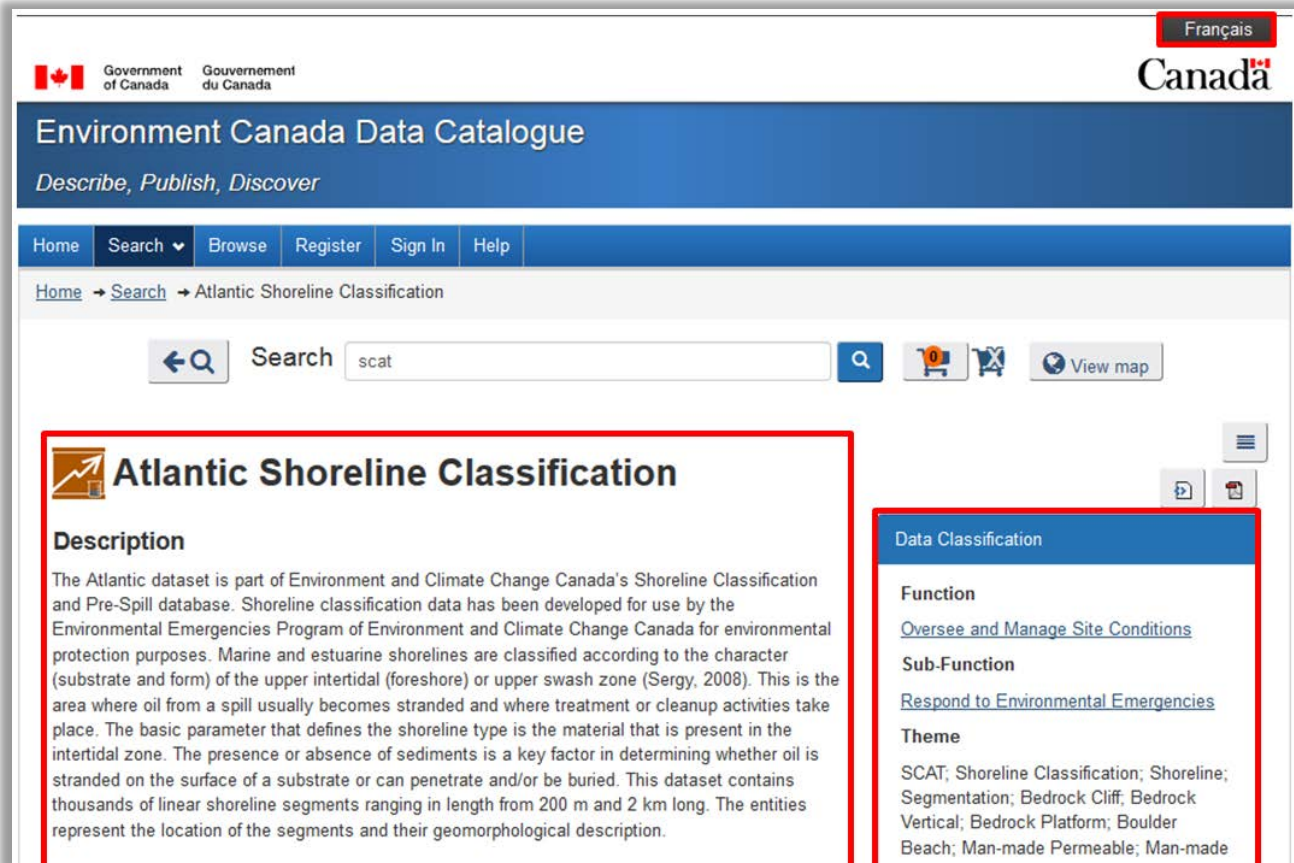 Français
Government of Canada
Gouvernement du Canada
Canada
Environment Canada Data Catalogue
Describe, Publish, Discover
Home Search Browse Register Sign In Help
Home → Search → Atlantic Shoreline Classification
Search scat 0 View map
Atlantic Shoreline Classification
Description
The Atlantic dataset is part of Environment and Climate Change Canada's Shoreline Classification
and Pre-Spill database. Shoreline classification data has been developed for use by the
Environmental Emergencies Program of Environment and Climate Change Canada for environmental
protection purposes. Marine and estuarine shorelines are classified according to the character
(substrate and form) of the upper intertidal (foreshore) or upper swash zone (Sergy, 2008). This is the
area where oil from a spill usually becomes stranded and where treatment or cleanup activities take
place. The basic parameter that defines the shoreline type is the material that is present in the
intertidal zone. The presence or absence of sediments is a key factor in determining whether oil is
stranded on the surface of a substrate or can penetrate and/or be buried. This dataset contains
thousands of linear shoreline segments ranging in length from 200 m and 2 km long. The entities
represent the location of the segments and their geomorphological description.
Data Classification
Function
Oversee and Manage Site Conditions
Sub-Function
Respond to Environmental Emergencies
Theme
SCAT; Shoreline Classification; Shoreline;
Segmentation; Bedrock Cliff; Bedrock
Vertical; Bedrock Platform; Boulder
Beach; Man-made Permeable; Man-made